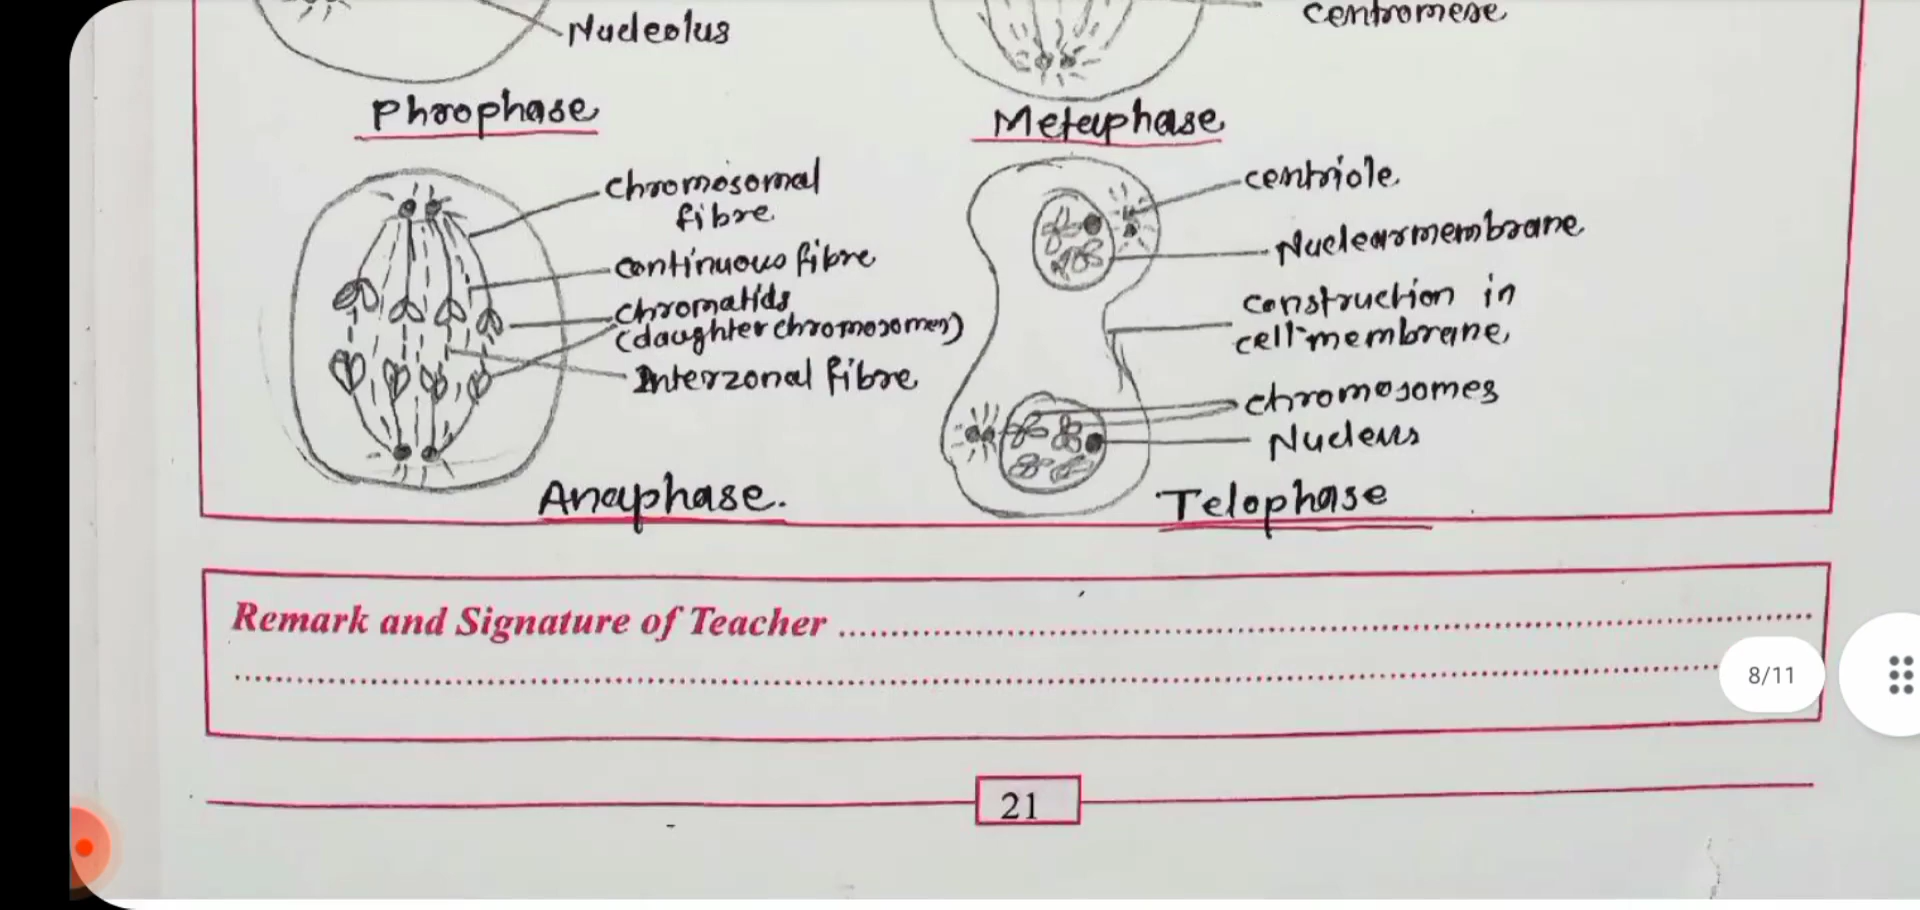 Nucleolus
Centromere
Phrophase
Metaphase
chromosomal
fibre
continuous fibre
chromatids
(daughter chromosomes)
Interzonal fibre
Anaphase.
centriole
Nuclearmembrane
construction in
cell membrane
chromosomes
Nucleus
Telophase
Remark and Signature of Teacher
8/11
21